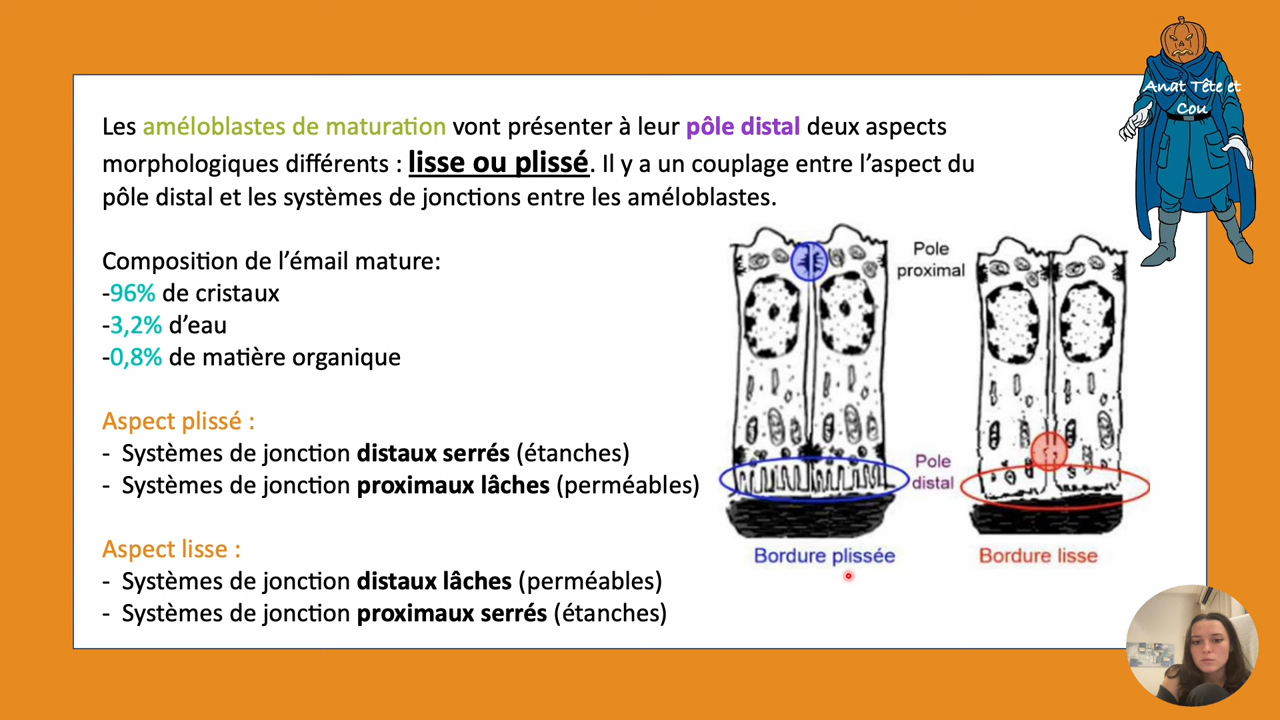 Anat Tête et
Cou
Les améloblastes de maturation vont présenter à leur pôle distal deux aspects
morphologiques différents : lisse ou plissé. Il y a un couplage entre l’aspect du
pôle distal et les systèmes de jonctions entre les améloblastes.
Composition de l’émail mature:
-96% de cristaux
-3,2% d’eau
-0,8% de matière organique
Aspect plissé :
- Systèmes de jonction distaux serrés (étanches)
- Systèmes de jonction proximaux lâches (perméables)
Aspect lisse :
- Systèmes de jonction distaux lâches (perméables)
- Systèmes de jonction proximaux serrés (étanches)
Pole
proximal
Pole
distal
Bordure plissée
Bordure lisse